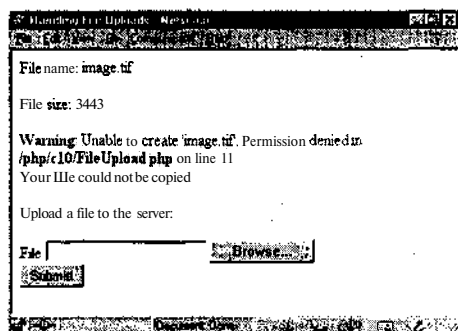 Handling File Uploads - Netscape
File name: image.tif
File size: 3443
Warning: Unable to create 'image.tif'. Permission denied in
/php/c10/FileUpload.php on line 11
Your Ше could not be copied
Upload a file to the server:
File Browse...
Submit
Document: Done